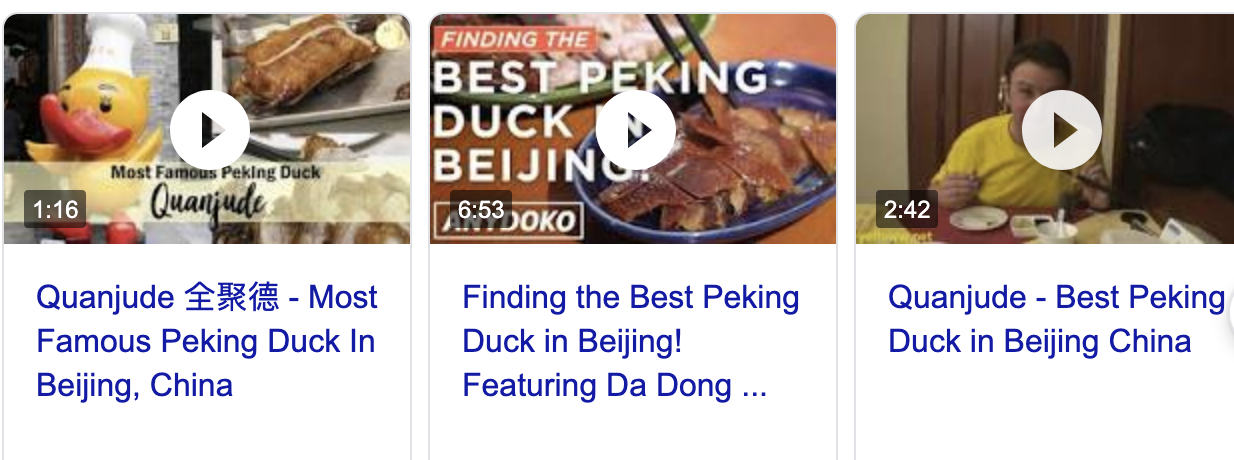 Most Famous Peking Duck
Quanjude
1:16
Quanjude 全聚德 - Most
Famous Peking Duck In
Beijing, China
FINDING THE
BEST PEKING
DUCK IN
BEIJING!
6:53
Finding the Best Peking
Duck in Beijing!
Featuring Da Dong ...
2:42
Quanjude - Best Peking
Duck in Beijing China